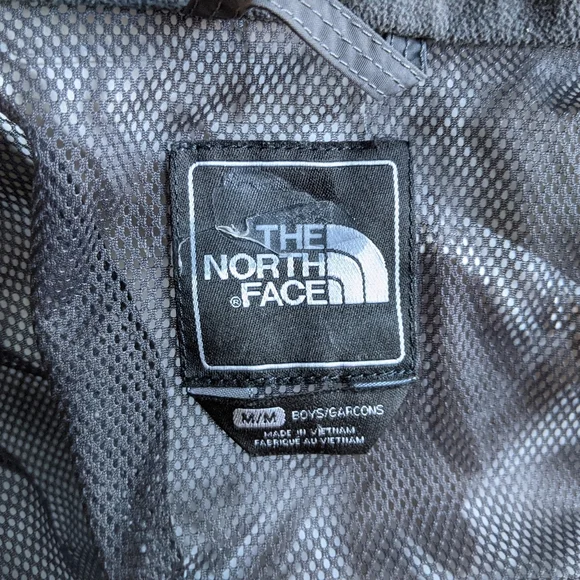 THE
NORTH
® FACE
M/M BOYS/GARCONS
MADE IN VIETNAM
FABRIQUE AU VIETNAM